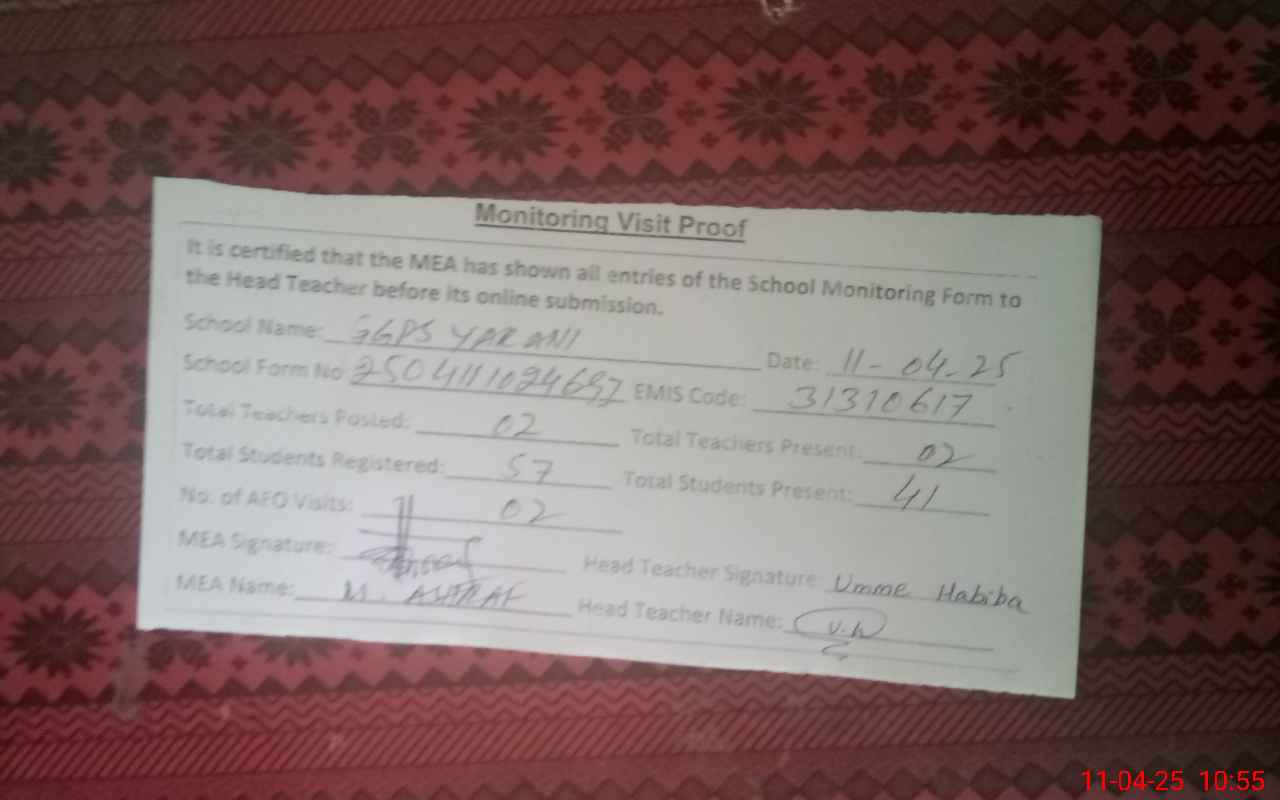 Monitoring Visit Proof
It is certified that the MEA has shown all entries of the School Monitoring Form to
the Head Teacher before its online submission.
School Name: GGPS YARANI Date: 11-04-25
School Form No 2504111024697 EMIS Code: 31310617
Total Teachers Posted: 02 Total Teachers Present: 02
Total Students Registered: 57 Total Students Present: 41
No. of AEO Visits: 02
MEA Signature: Head Teacher Signature: Umme Habiba
MEA Name: M. ASHRAF Head Teacher Name: U.h
11-04-25 10:55